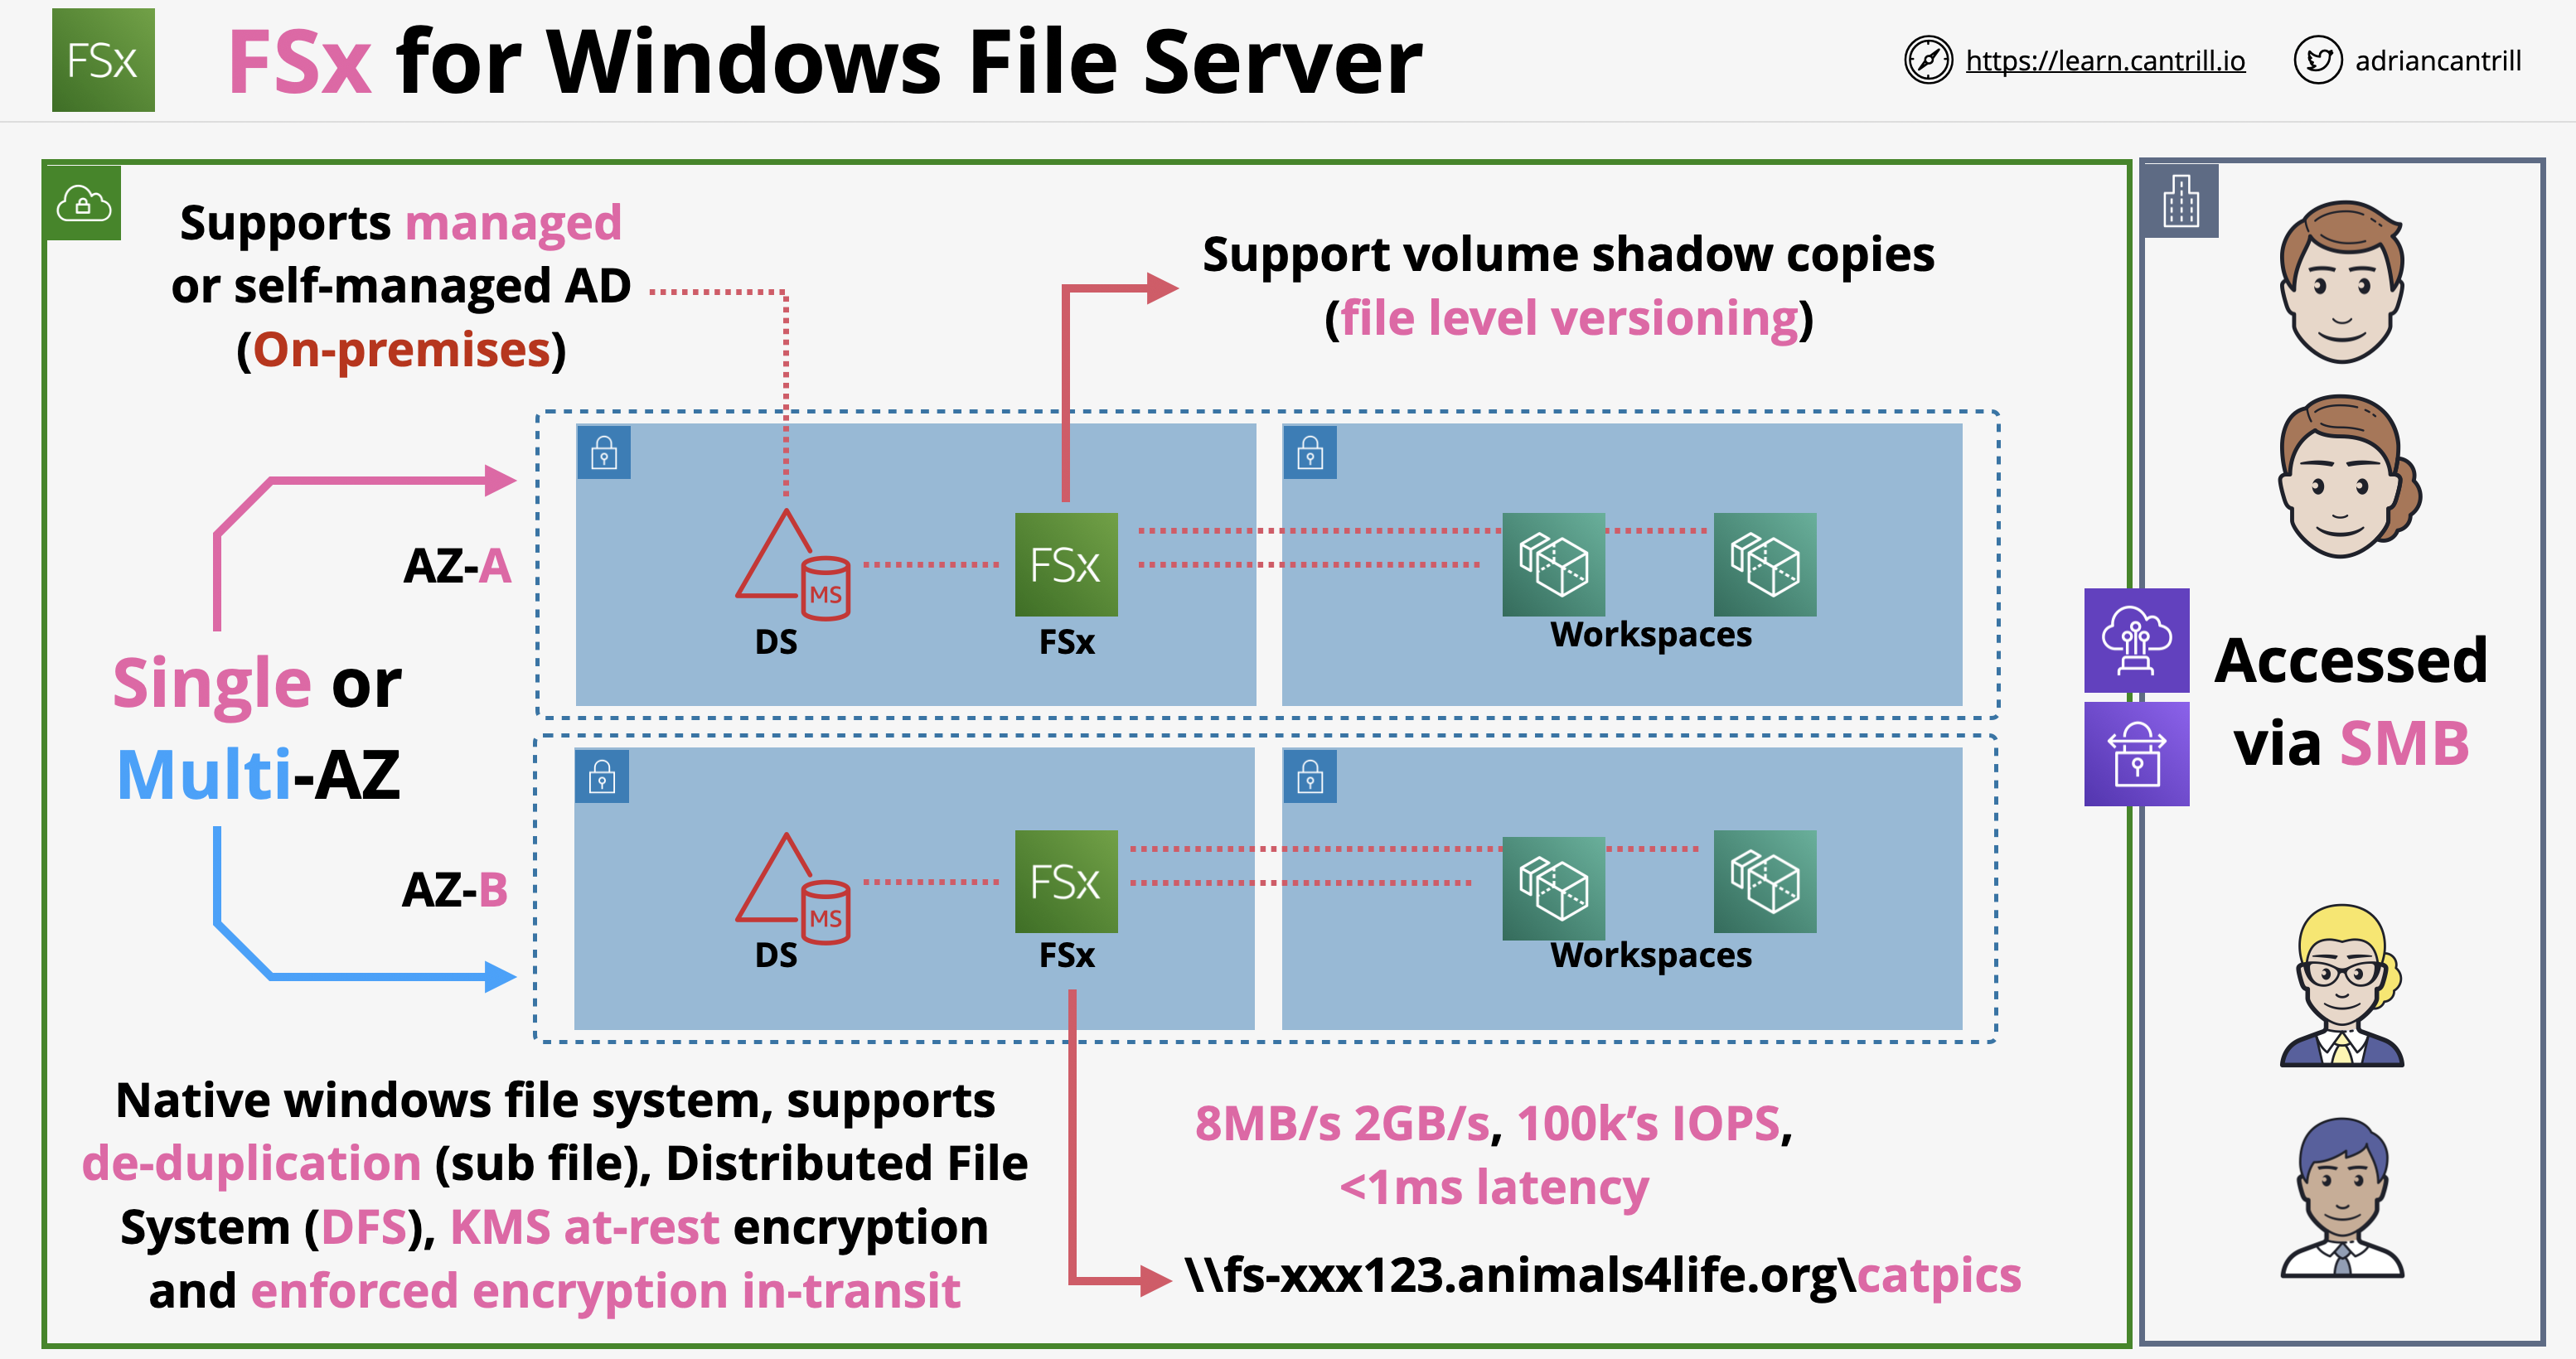 FSx
FSx for Windows File Server
https://learn.cantrill.io
adriancantrill
Supports managed
or self-managed AD
(On-premises)
Support volume shadow copies
(file level versioning)
AZ-A
MS
DS
FSx
FSx
Workspaces
Single or
Multi-AZ
Accessed
via SMB
AZ-B
MS
DS
FSx
FSx
Workspaces
Native windows file system, supports
de-duplication (sub file), Distributed File
System (DFS), KMS at-rest encryption
and enforced encryption in-transit
8MB/s 2GB/s, 100k’s IOPS,
<1ms latency
\\fs-xxx123.animals4life.org\catpics